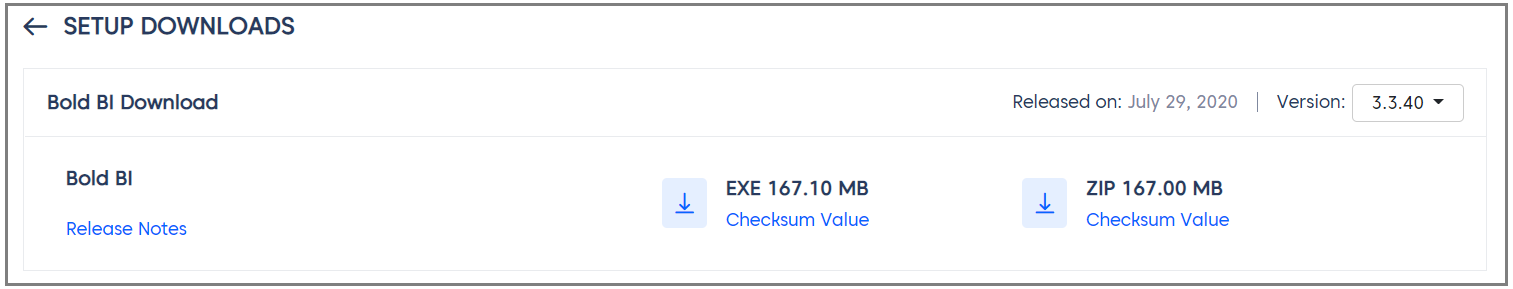 SETUP DOWNLOADS
Bold BI Download
Released on: July 29, 2020 | Version: 3.3.40
Bold BI
Release Notes
EXE 167.10 MB
Checksum Value
ZIP 167.00 MB
Checksum Value